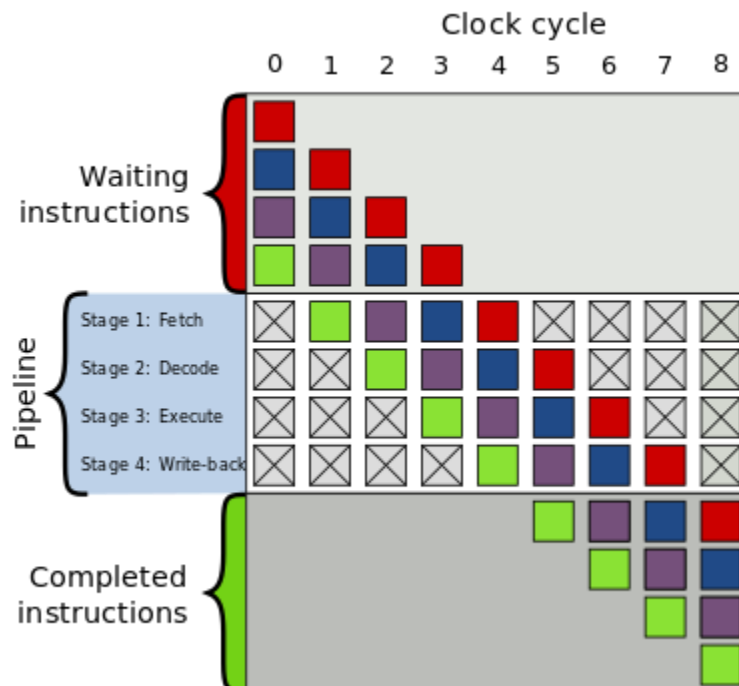 Clock cycle
0 1 2 3 4 5 6 7 8
Waiting
instructions
Pipeline
Stage 1: Fetch
Stage 2: Decode
Stage 3: Execute
Stage 4: Write-back
Completed
instructions